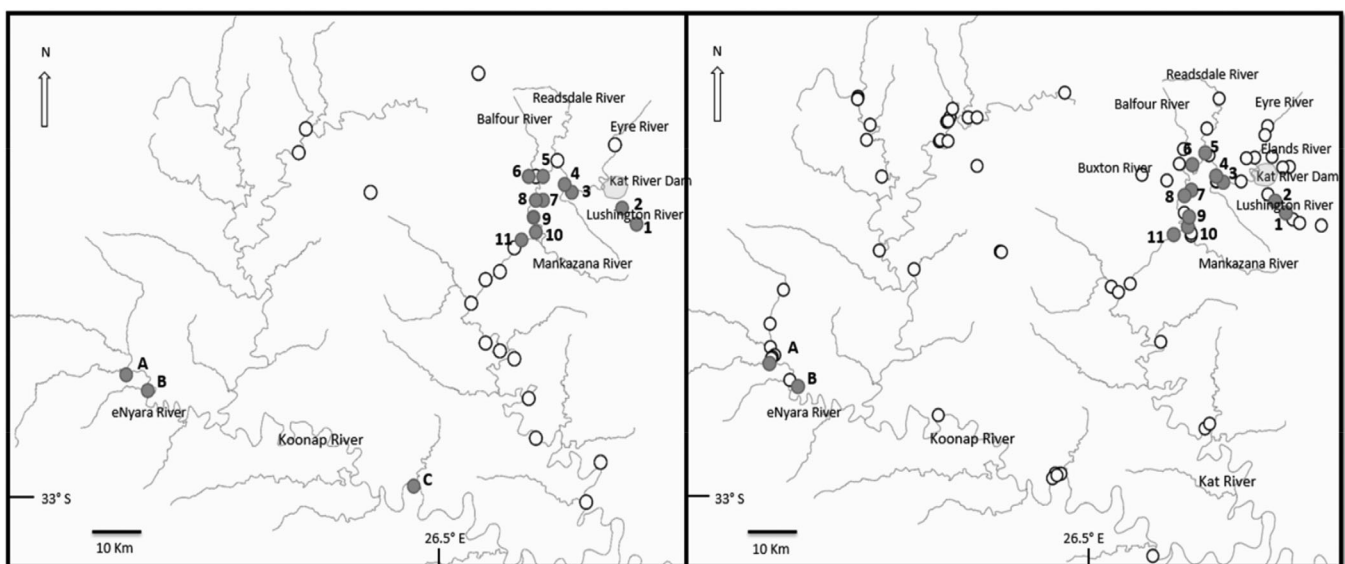 N
Readsdale River
Balfour River
Eyre River
5
6
4
Kat River Dam
3
8
7
2
Lushington River
9
1
10
11
Mankazana River
A
B
eNyara River
Koonap River
C
33° S
26.5° E
10 Km
N
Readsdale River
Balfour River
Eyre River
6
5
Elands River
Buxton River
4
3
Kat River Dam
7
8
2
Lushington River
9
1
11
10
Mankazana River
A
B
eNyara River
Koonap River
Kat River
33° S
26.5° E
10 Km